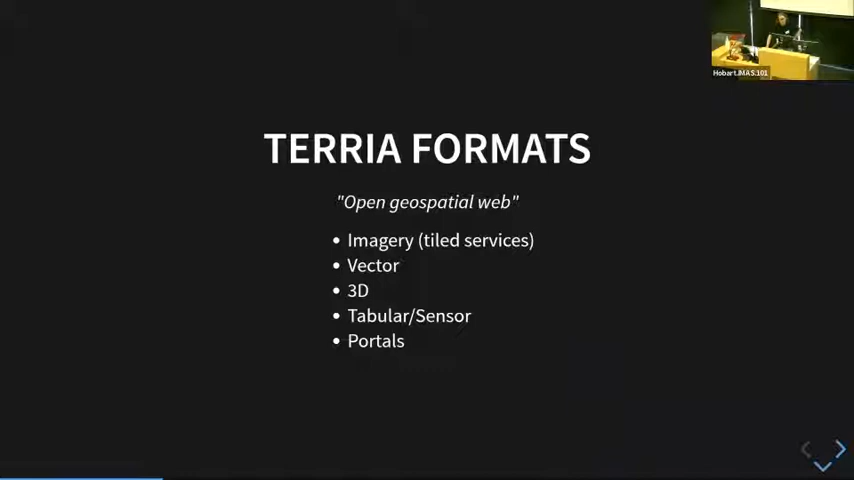 TERRIA FORMATS
"Open geospatial web"
• Imagery (tiled services)
• Vector
• 3D
• Tabular/Sensor
• Portals
Hobart.IMAS.101